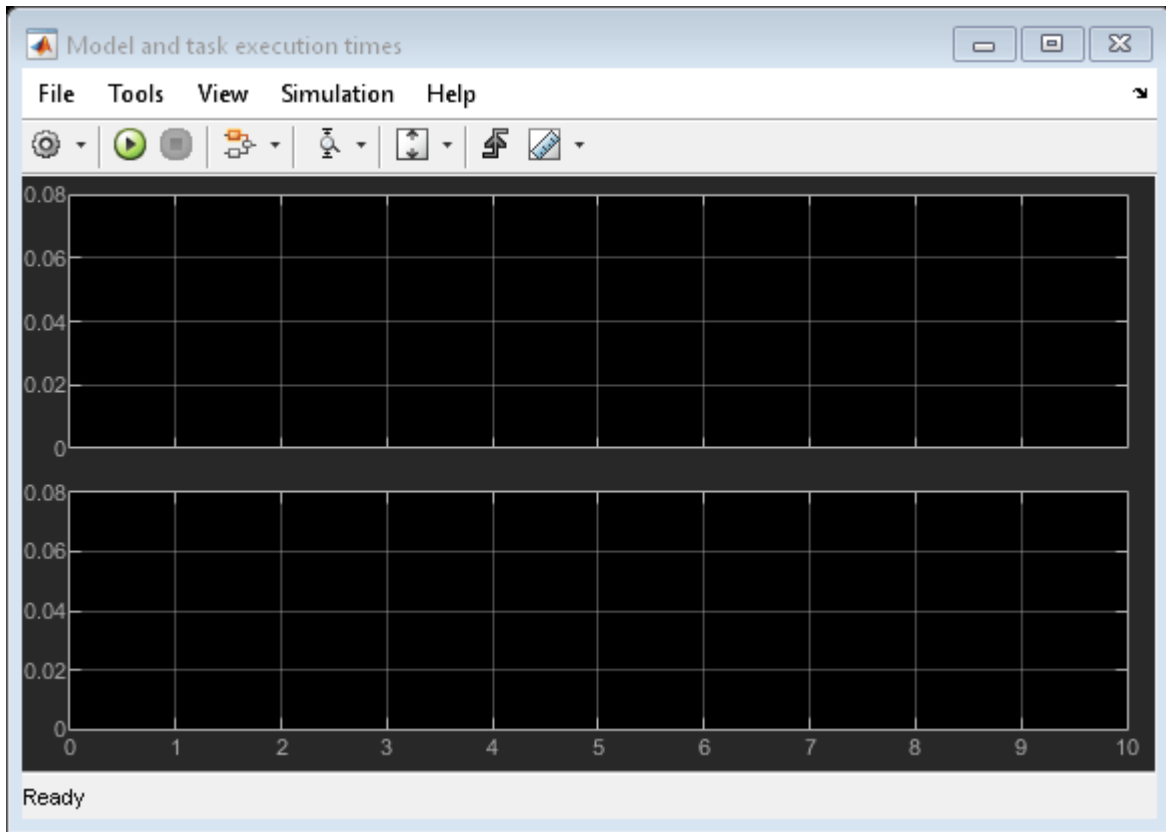 Model and task execution times
File Tools View Simulation Help
0.08
0.06
0.04
0.02
0
0.08
0.06
0.04
0.02
0
0 1 2 3 4 5 6 7 8 9 10
Ready